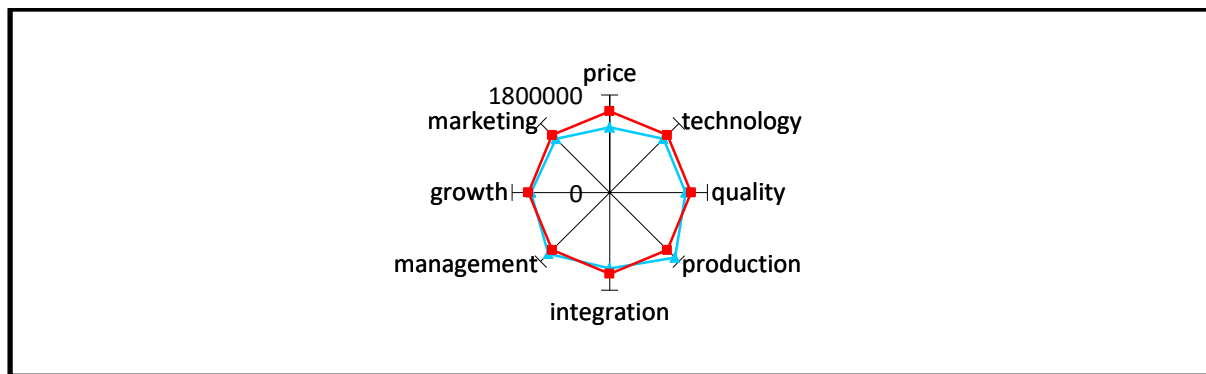 price
1800000
marketing
technology
growth
0
quality
management
production
integration